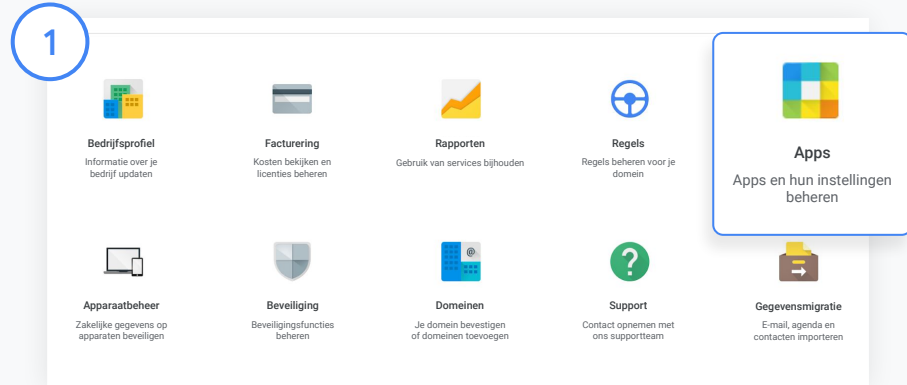 1
Bedrijfsprofiel
Informatie over je
bedrijf updaten
Facturering
Kosten bekijken en
licenties beheren
Rapporten
Gebruik van services bijhouden
Regels
Regels beheren voor je
domein
Apps
Apps en hun instellingen
beheren
Apparaatbeheer
Zakelijke gegevens op
apparaten beveiligen
Beveiliging
Beveiligingsfuncties
beheren
@
Domeinen
Je domein bevestigen
of domeinen toevoegen
?
Support
Contact opnemen met
ons supportteam
Gegevensmigratie
E-mail, agenda en
contacten importeren